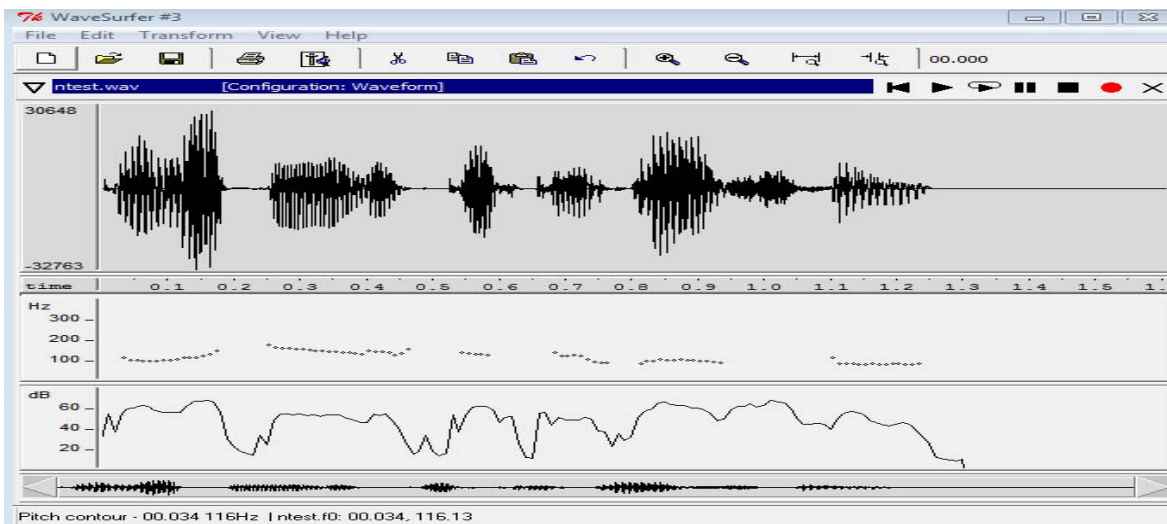 7% WaveSurfer #3
File Edit Transform View Help
00.000
ntest.wav [Configuration: Waveform]
30648
-32763
time 0.1 0.2 0.3 0.4 0.5 0.6 0.7 0.8 0.9 1.0 1.1 1.2 1.3 1.4 1.5 1.
Hz
300
200
100
dB
60
40
20
Pitch contour - 00.034 116Hz | ntest.f0: 00.034, 116.13